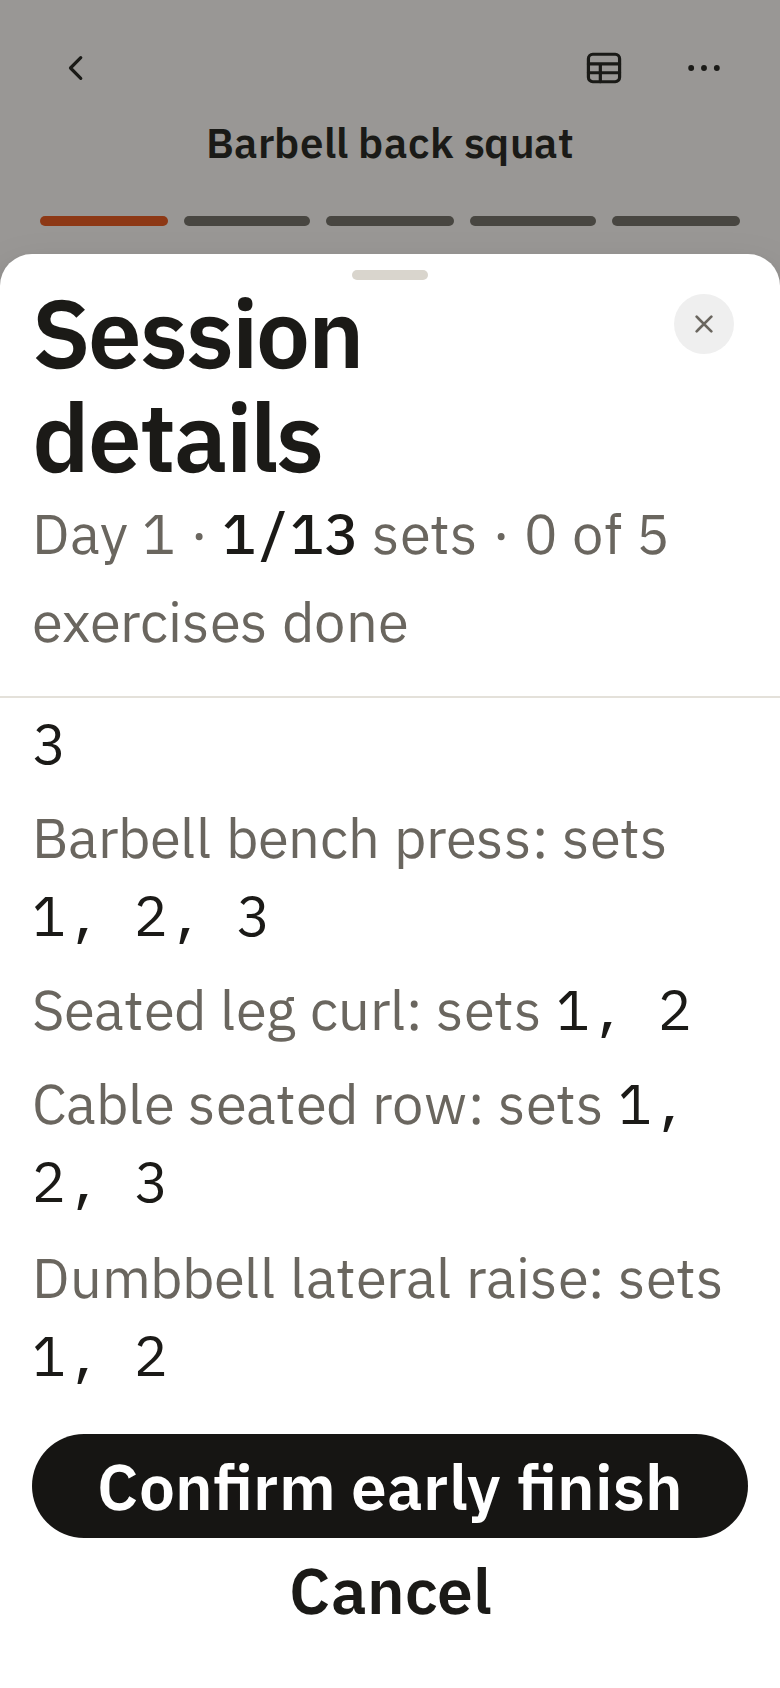 Barbell back squat
Session
details
Day 1 · 1/13 sets · 0 of 5
exercises done
3
Barbell bench press: sets
1, 2, 3
Seated leg curl: sets 1, 2
Cable seated row: sets 1,
2, 3
Dumbbell lateral raise: sets
1, 2
Confirm early finish
Cancel